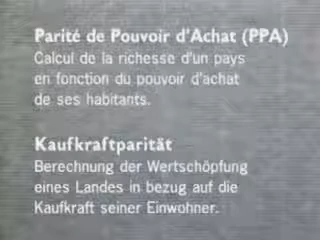 Parité de Pouvoir d'Achat (PPA)
Calcul de la richesse d'un pays
en fonction du pouvoir d'achat
de ses habitants.
Kaufkraftparität
Berechnung der Wertschöpfung
eines Landes in bezug auf die
Kaufkraft seiner Einwohner.